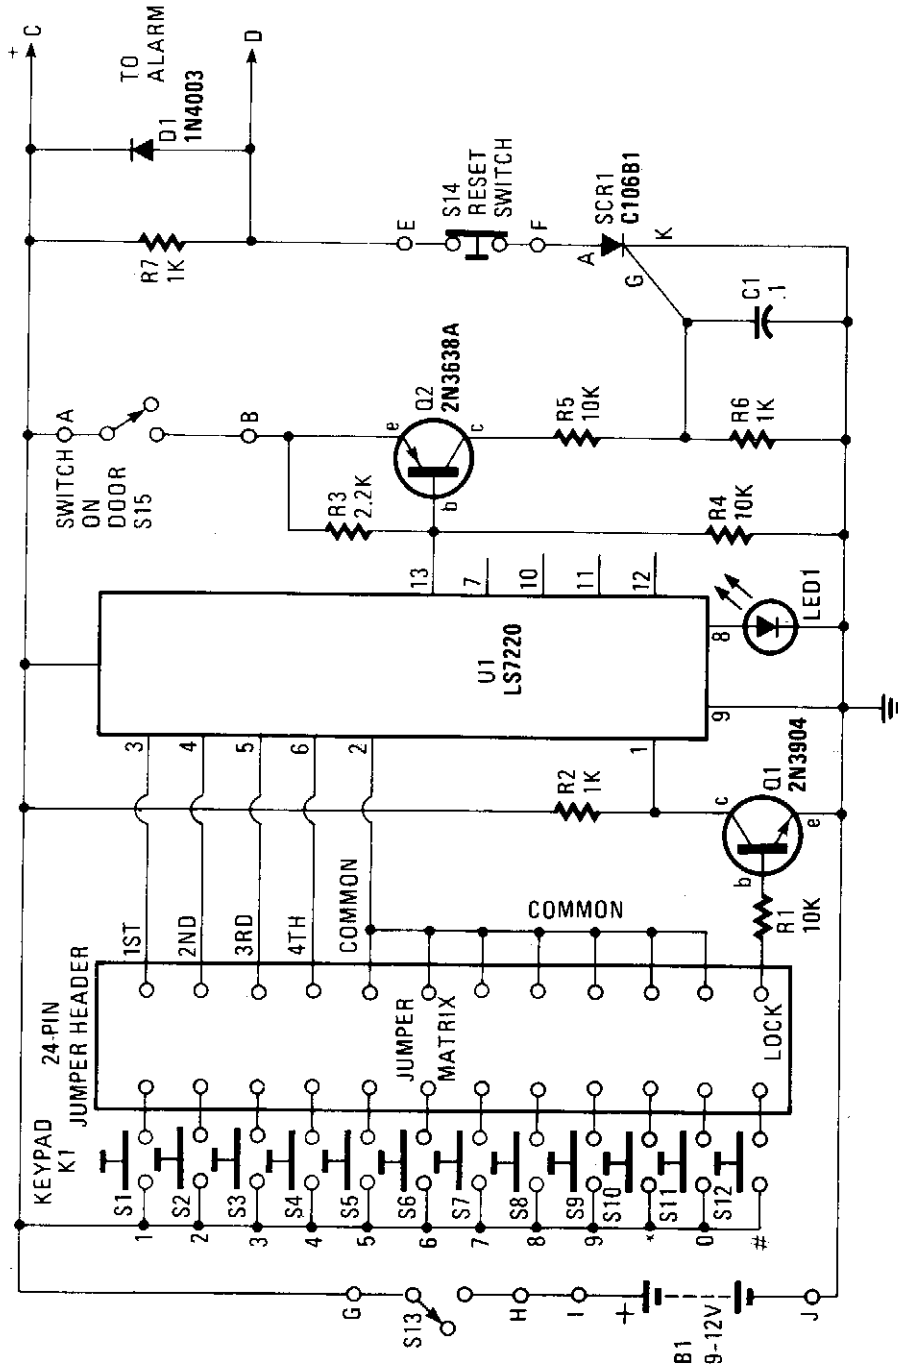 KEYPAD
K1
24-PIN
JUMPER HEADER
S1
S2
S3
S4
S5
S6
S7
S8
S9
S10
S11
S12
1
2
3
4
5
6
7
8
9
*
0
#
JUMPER
MATRIX
LOCK
1ST
2ND
3RD
4TH
COMMON
COMMON
G
S13
H
I
+
B1
9-12V
J
R1
10K
b
c
e
Q1
2N3904
R2
1K
3
4
5
6
2
1
U1
LS7220
9
8
13
7
10
11
12
LED1
SWITCH
ON
DOOR
S15
A
B
R3
2.2K
R4
10K
e
b
c
Q2
2N3638A
R5
10K
R6
1K
C1
.1
G
A
K
SCR1
C106B1
E
S14
RESET
SWITCH
F
R7
1K
D1
1N4003
TO
ALARM
+
C
D